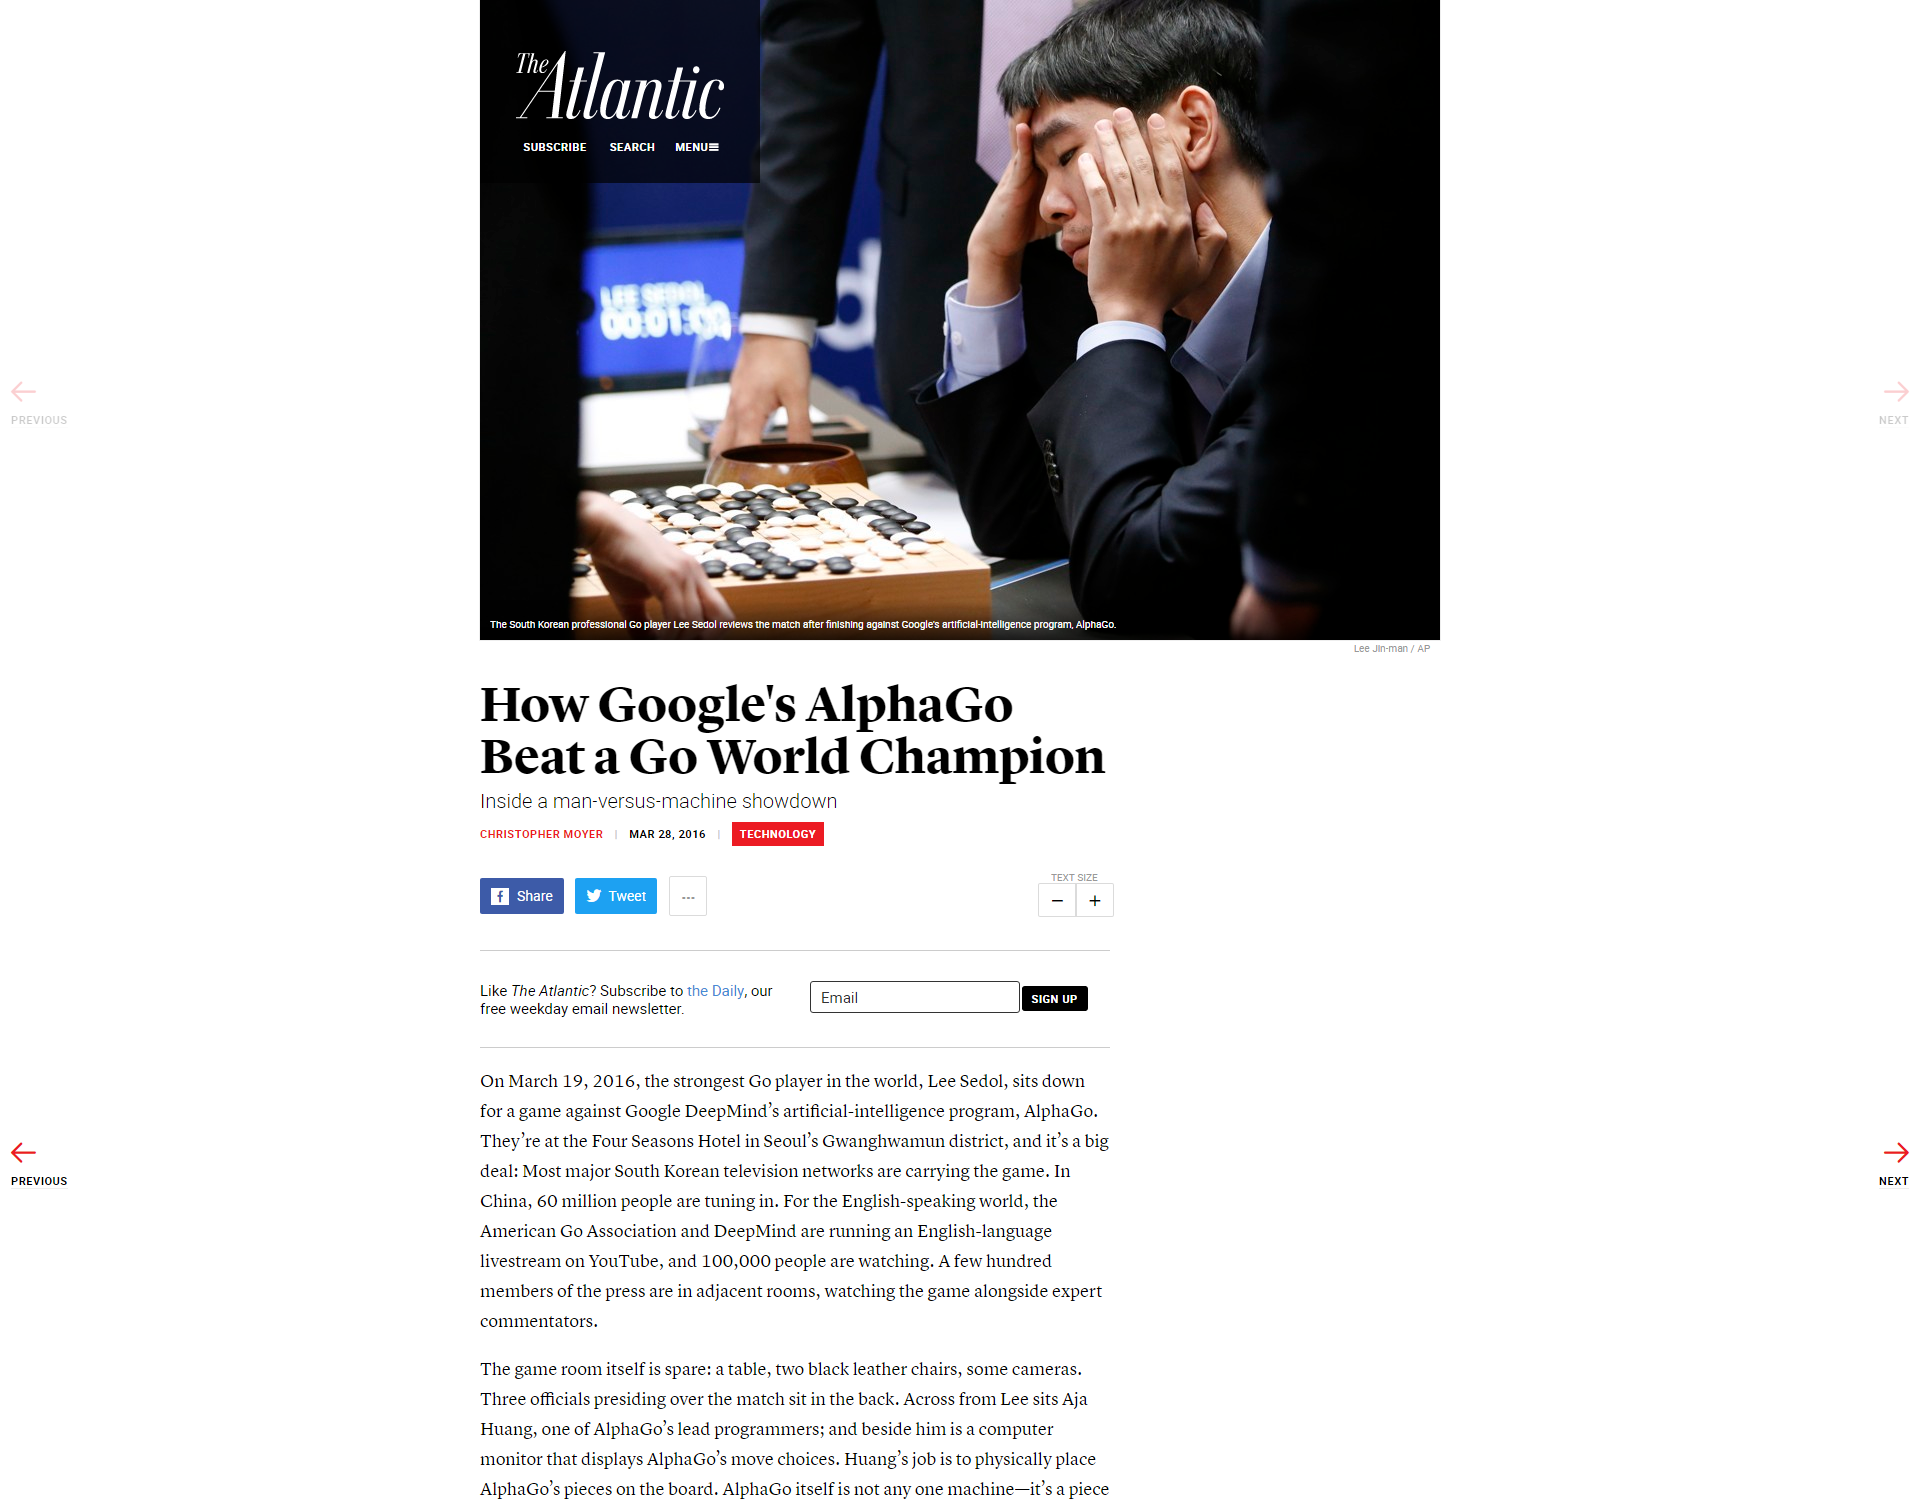 The Atlantic
SUBSCRIBE SEARCH MENU
LEE SEDOL
00:01:00
The South Korean professional Go player Lee Sedol reviews the match after finishing against Google's artificial-intelligence program, AlphaGo.
Lee Jin-man / AP
PREVIOUS
NEXT
How Google's AlphaGo
Beat a Go World Champion
Inside a man-versus-machine showdown
CHRISTOPHER MOYER | MAR 28, 2016 | TECHNOLOGY
Share Tweet ...
TEXT SIZE
− +
Like The Atlantic? Subscribe to the Daily, our
free weekday email newsletter.
Email SIGN UP
On March 19, 2016, the strongest Go player in the world, Lee Sedol, sits down
for a game against Google DeepMind’s artificial-intelligence program, AlphaGo.
They’re at the Four Seasons Hotel in Seoul’s Gwanghwamun district, and it’s a big
deal: Most major South Korean television networks are carrying the game. In
China, 60 million people are tuning in. For the English-speaking world, the
American Go Association and DeepMind are running an English-language
livestream on YouTube, and 100,000 people are watching. A few hundred
members of the press are in adjacent rooms, watching the game alongside expert
commentators.
PREVIOUS
NEXT
The game room itself is spare: a table, two black leather chairs, some cameras.
Three officials presiding over the match sit in the back. Across from Lee sits Aja
Huang, one of AlphaGo’s lead programmers; and beside him is a computer
monitor that displays AlphaGo’s move choices. Huang’s job is to physically place
AlphaGo’s pieces on the board. AlphaGo itself is not any one machine—it’s a piece